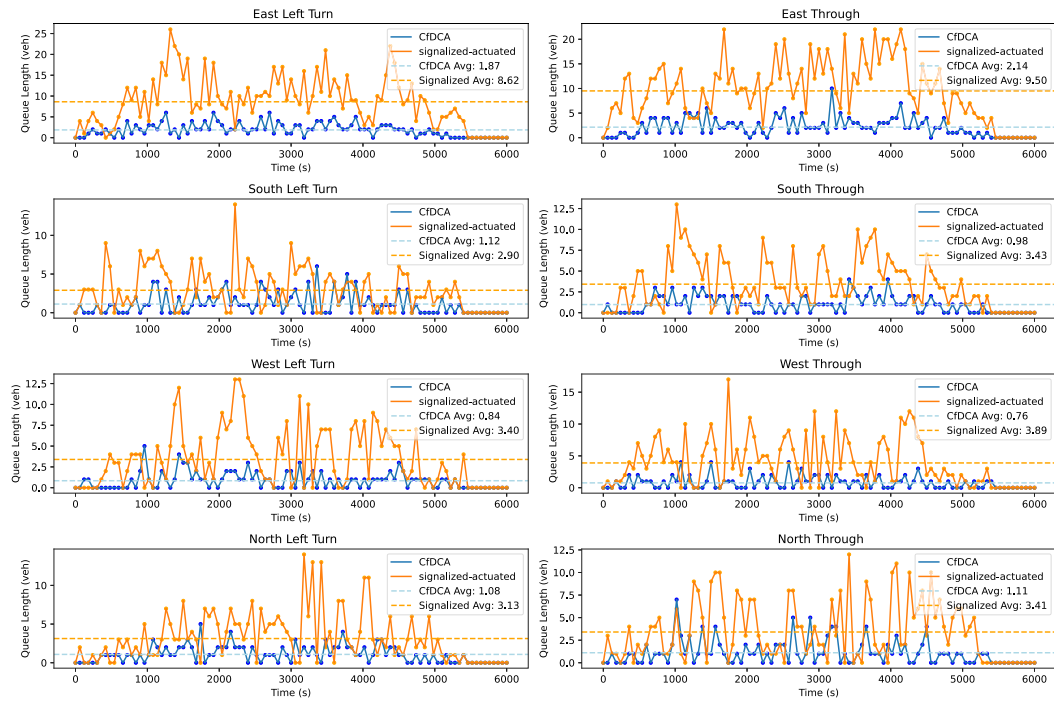 East Left Turn
Queue Length (veh)
25
20
15
10
5
0
0 1000 2000 3000 4000 5000 6000
Time (s)
CfDCA
signalized-actuated
CfDCA Avg: 1.87
Signalized Avg: 8.62
East Through
Queue Length (veh)
20
15
10
5
0
0 1000 2000 3000 4000 5000 6000
Time (s)
CfDCA
signalized-actuated
CfDCA Avg: 2.14
Signalized Avg: 9.50
South Left Turn
Queue Length (veh)
10
5
0
0 1000 2000 3000 4000 5000 6000
Time (s)
CfDCA
signalized-actuated
CfDCA Avg: 1.12
Signalized Avg: 2.90
South Through
Queue Length (veh)
12.5
10.0
7.5
5.0
2.5
0.0
0 1000 2000 3000 4000 5000 6000
Time (s)
CfDCA
signalized-actuated
CfDCA Avg: 0.98
Signalized Avg: 3.43
West Left Turn
Queue Length (veh)
12.5
10.0
7.5
5.0
2.5
0.0
0 1000 2000 3000 4000 5000 6000
Time (s)
CfDCA
signalized-actuated
CfDCA Avg: 0.84
Signalized Avg: 3.40
West Through
Queue Length (veh)
15
10
5
0
0 1000 2000 3000 4000 5000 6000
Time (s)
CfDCA
signalized-actuated
CfDCA Avg: 0.76
Signalized Avg: 3.89
North Left Turn
Queue Length (veh)
10
5
0
0 1000 2000 3000 4000 5000 6000
Time (s)
CfDCA
signalized-actuated
CfDCA Avg: 1.08
Signalized Avg: 3.13
North Through
Queue Length (veh)
12.5
10.0
7.5
5.0
2.5
0.0
0 1000 2000 3000 4000 5000 6000
Time (s)
CfDCA
signalized-actuated
CfDCA Avg: 1.11
Signalized Avg: 3.41